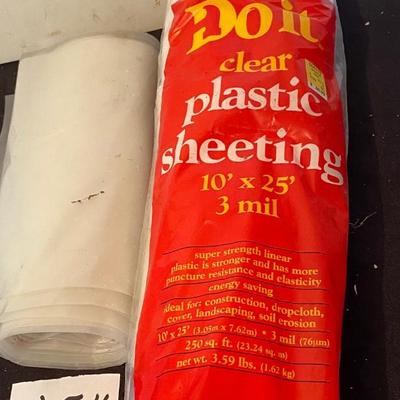 Do it
clear
plastic
sheeting
10' x 25'
3 mil
super strength linear
plastic is stronger and has more
puncture resistance and elasticity
energy saving
ideal for: construction, dropcloth,
cover, landscaping, soil erosion
10' x 25' (3.05m x 7.62m) • 3 mil (76µm)
250 sq. ft. (23.24 sq. m)
net wt. 3.59 lbs. (1.62 kg)